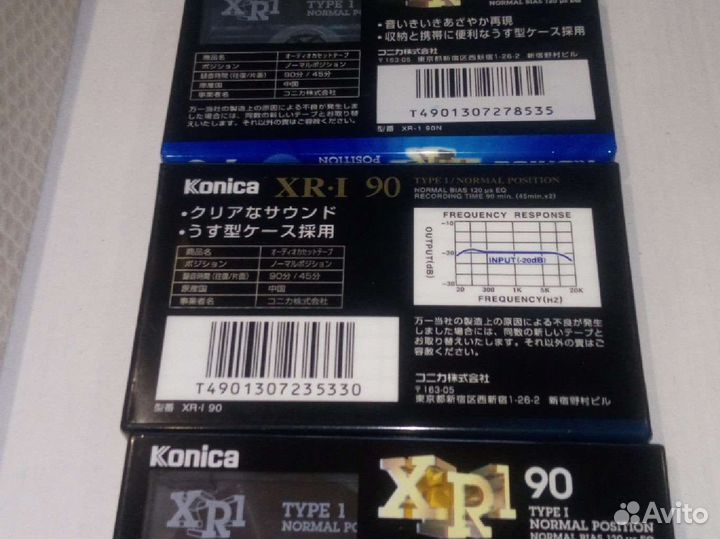 XR1
TYPE 1
NORMAL POSITION
NORMAL BIAS 120 µs EQ
・音いきいきあざやか再現
・収納と携帯に便利なうす型ケース採用
商品名 オーディオカセットテープ
ポジション ノーマルポジション
録音時間(往復/片面) 90分/45分
原産国 中国
事業者名 コニカ株式会社
万一当社の製造上の原因による不良が発生し
ました場合には、同数の新しいテープとお取り替
えいたします。それ以外の責はご容赦ください。
コニカ株式会社
〒163-05
東京都新宿区西新宿1-26-2 新宿野村ビル
T4901307278535
型番 XR-1 90N
POSITION
Konica XR·I 90
TYPE I/NORMAL POSITION
NORMAL BIAS 120 µs EQ
RECORDING TIME 90 min. (45min.x2)
・クリアなサウンド
・うす型ケース採用
商品名 オーディオカセットテープ
ポジション ノーマルポジション
録音時間(往復/片面) 90分/45分
原産国 中国
事業者名 コニカ株式会社
FREQUENCY RESPONSE
OUTPUT(dB)
-10
-20
-30
INPUT(-20dB)
20 300 1K 5K 20K
FREQUENCY(HZ)
万一当社の製造上の原因による不良が発生
しました場合には、同数の新しいテープとお
取り替えいたします。それ以外の責はご
容赦ください。
コニカ株式会社
〒163-05
東京都新宿区西新宿1-26-2 新宿野村ビル
T4901307235330
型番 XR-I 90
Konica
XR1
TYPE 1
NORMAL PO
XR1
90
TYPE I
NORMAL POSITION
NORMAL BIAS 120 µs EQ
Avito